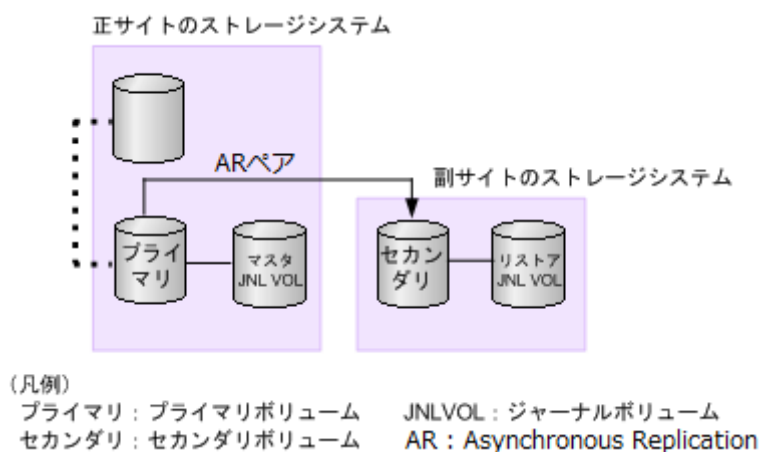 正サイトのストレージシステム
ARペア
副サイトのストレージシステム
プライ
マリ
マスタ
JNL VOL
セカン
ダリ
リストア
JNL VOL
(凡例)
プライマリ：プライマリボリューム
JNLVOL：ジャーナルボリューム
セカンダリ：セカンダリボリューム
AR：Asynchronous Replication